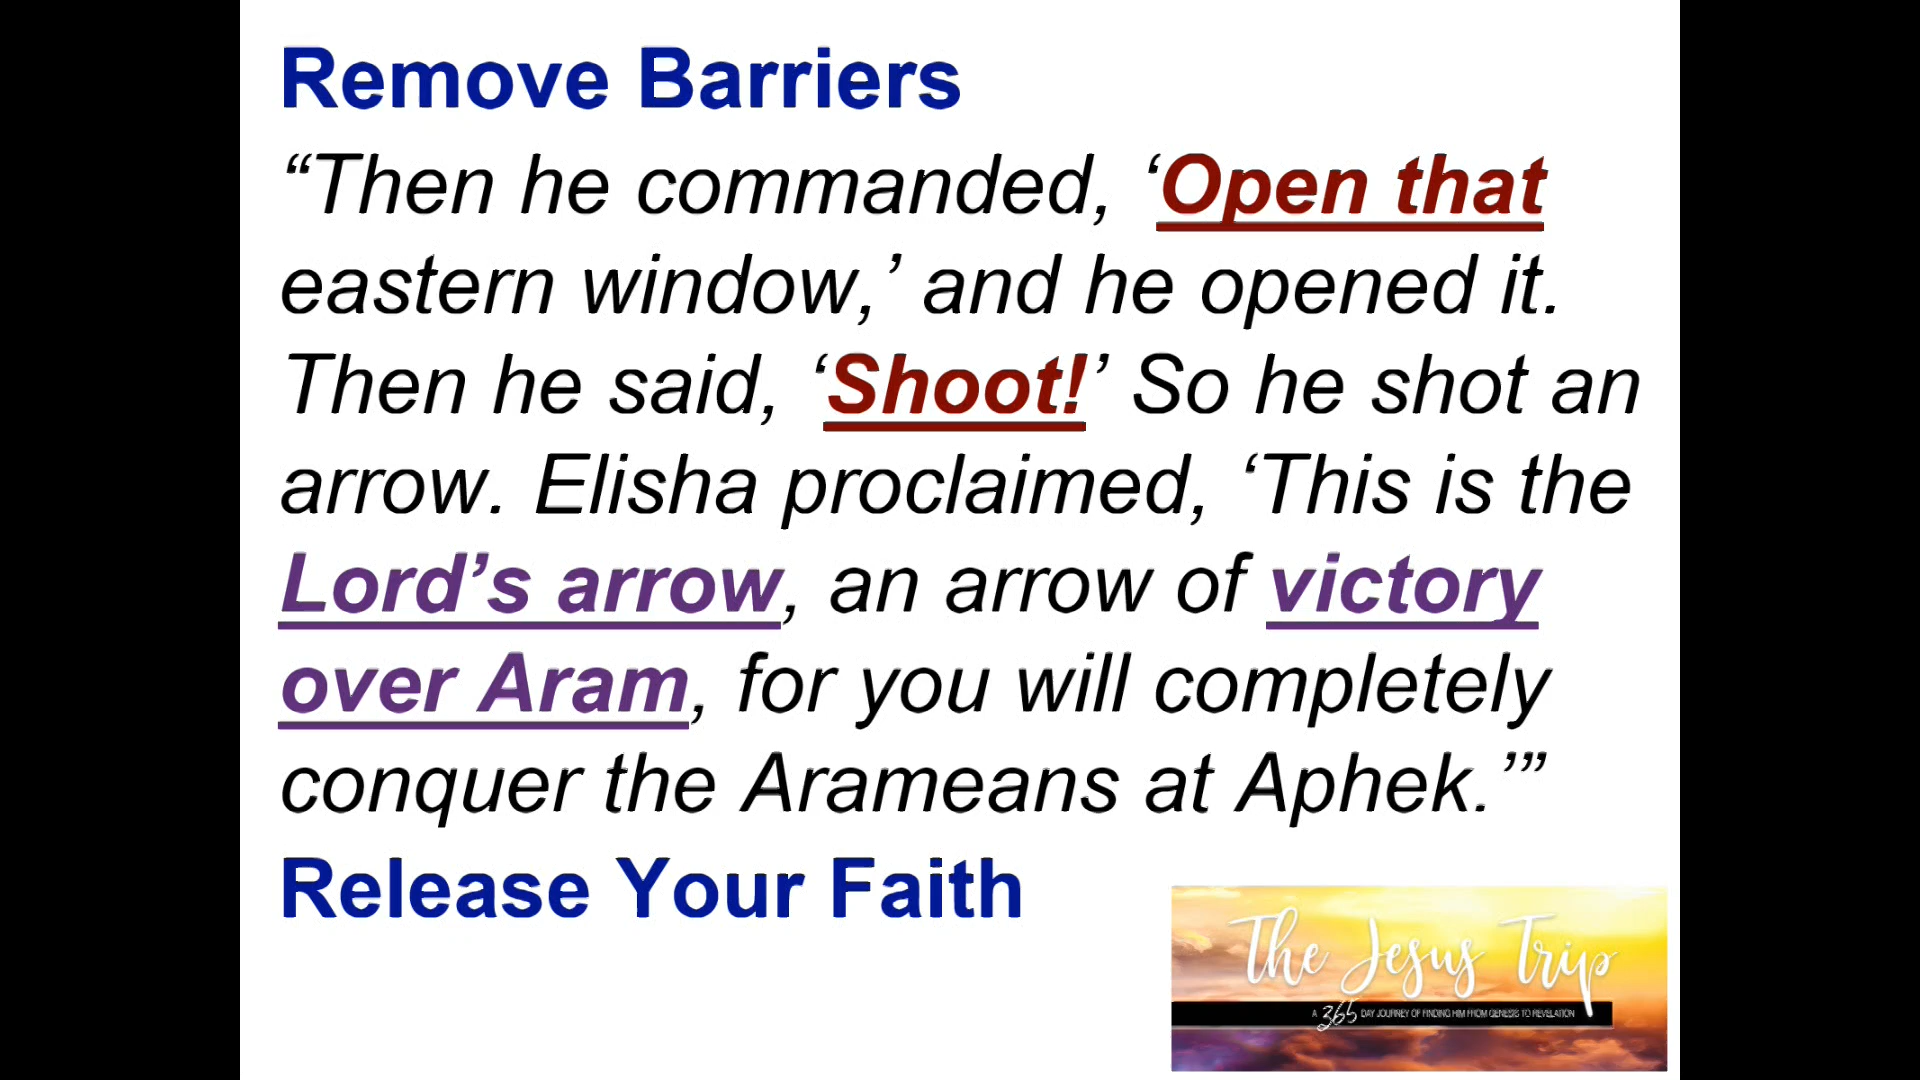 Remove Barriers
“Then he commanded, ‘Open that
eastern window,’ and he opened it.
Then he said, ‘Shoot!’ So he shot an
arrow. Elisha proclaimed, ‘This is the
Lord’s arrow, an arrow of victory
over Aram, for you will completely
conquer the Arameans at Aphek.’”
Release Your Faith
The Jesus Trip
A 365 DAY JOURNEY OF FINDING HIM FROM GENESIS TO REVELATION